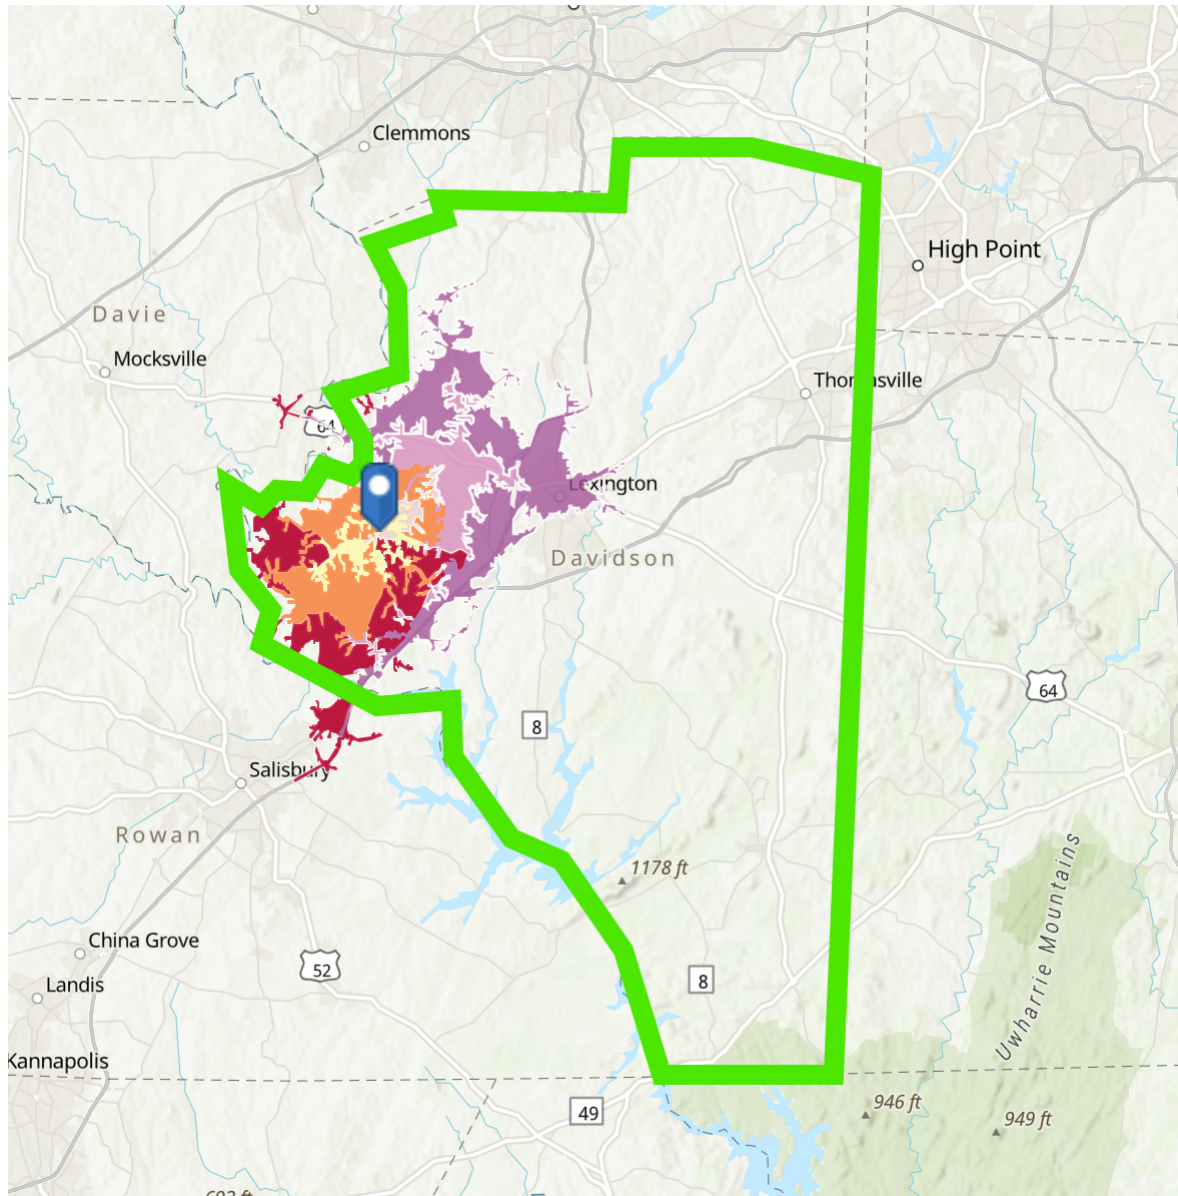 Clemmons
High Point
Davie
Mocksville
Thomasville
64
Lexington
Davidson
64
8
Salisbury
Rowan
1178 ft
Uwharrie Mountains
China Grove
52
8
Landis
Kannapolis
49
946 ft
949 ft